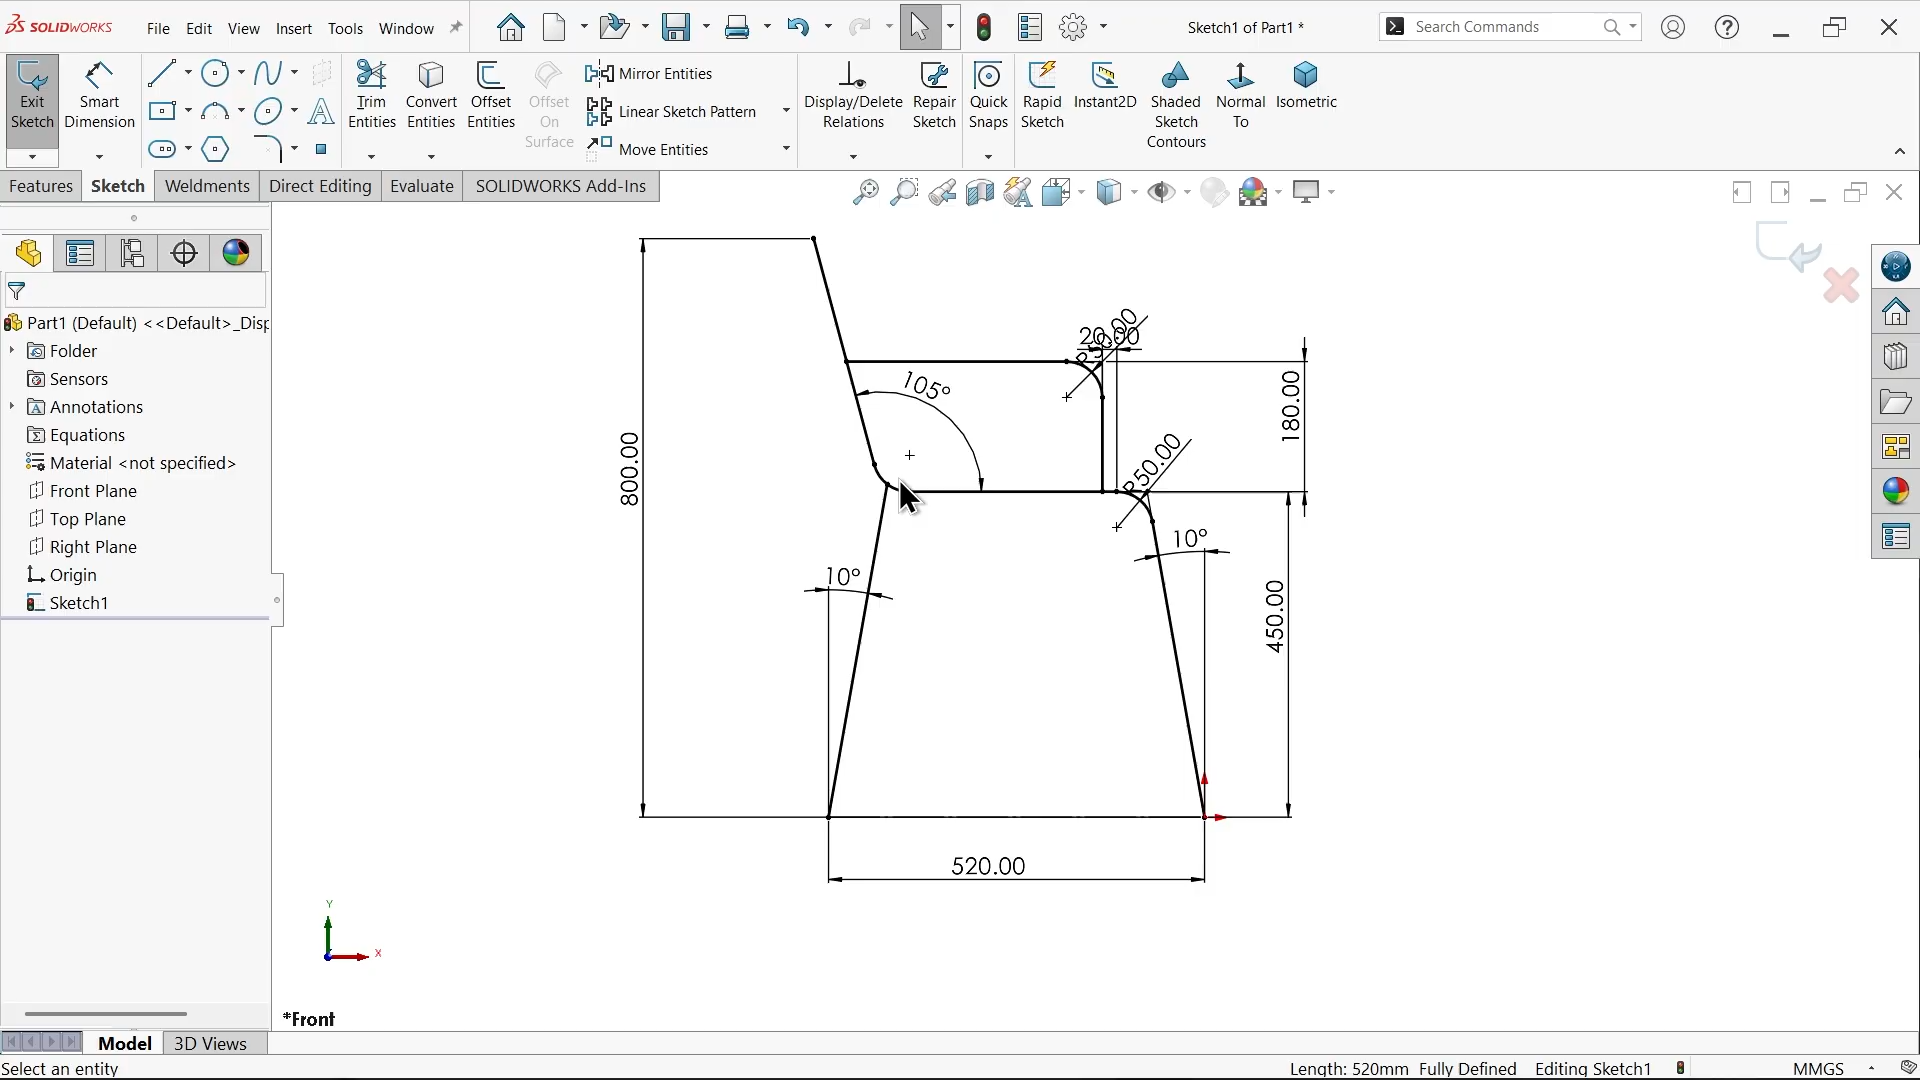 SOLIDWORKS
File Edit View Insert Tools Window
Sketch1 of Part1 *
Search Commands
Exit Sketch
Smart Dimension
Trim Entities
Convert Entities
Offset Entities
Offset On Surface
Mirror Entities
Linear Sketch Pattern
Move Entities
Display/Delete Relations
Repair Sketch
Quick Snaps
Rapid Sketch
Instant2D
Shaded Sketch Contours
Normal To
Isometric
Features Sketch Weldments Direct Editing Evaluate SOLIDWORKS Add-Ins
Part1 (Default) <<Default>_Disp
Folder
Sensors
Annotations
Equations
Material <not specified>
Front Plane
Top Plane
Right Plane
Origin
Sketch1
R50.00
20.00
105°
180.00
800.00
R50.00
10°
10°
450.00
520.00
Y
X
*Front
Model 3D Views
Select an entity
Length: 520mm Fully Defined Editing Sketch1 MMGS